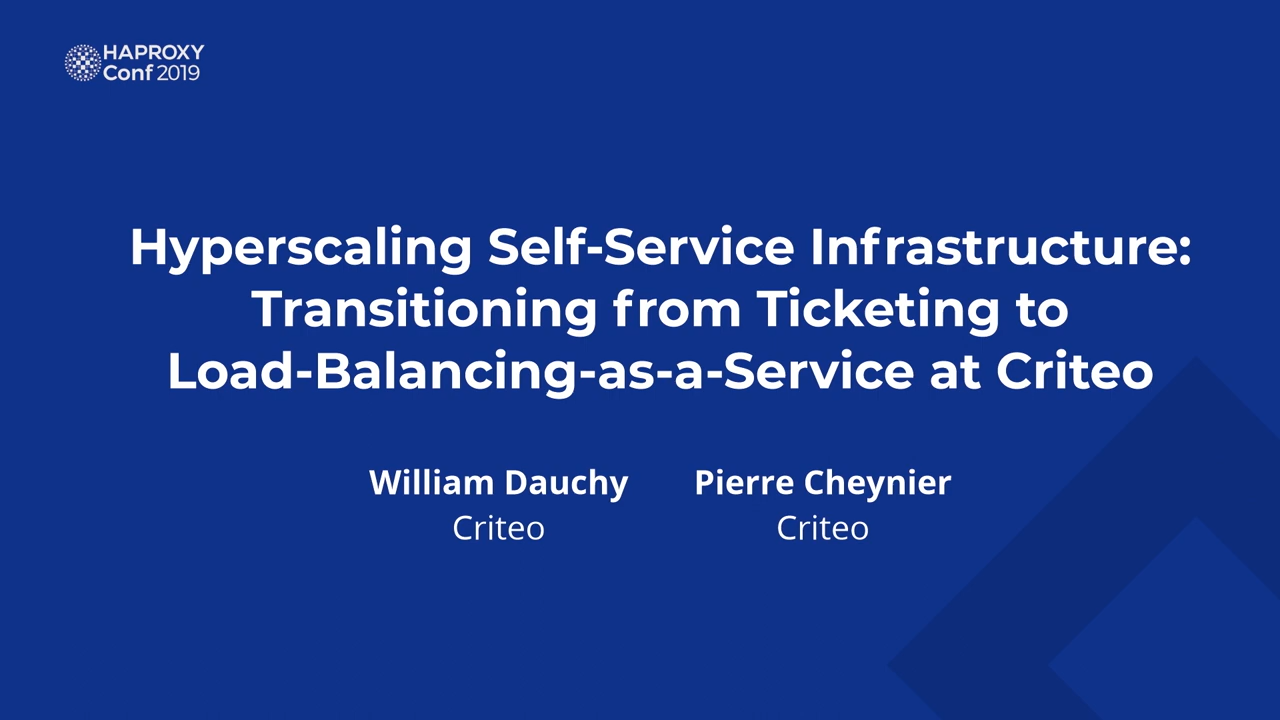 HAPROXY
Conf 2019
Hyperscaling Self-Service Infrastructure:
Transitioning from Ticketing to
Load-Balancing-as-a-Service at Criteo
William Dauchy Pierre Cheynier
Criteo Criteo